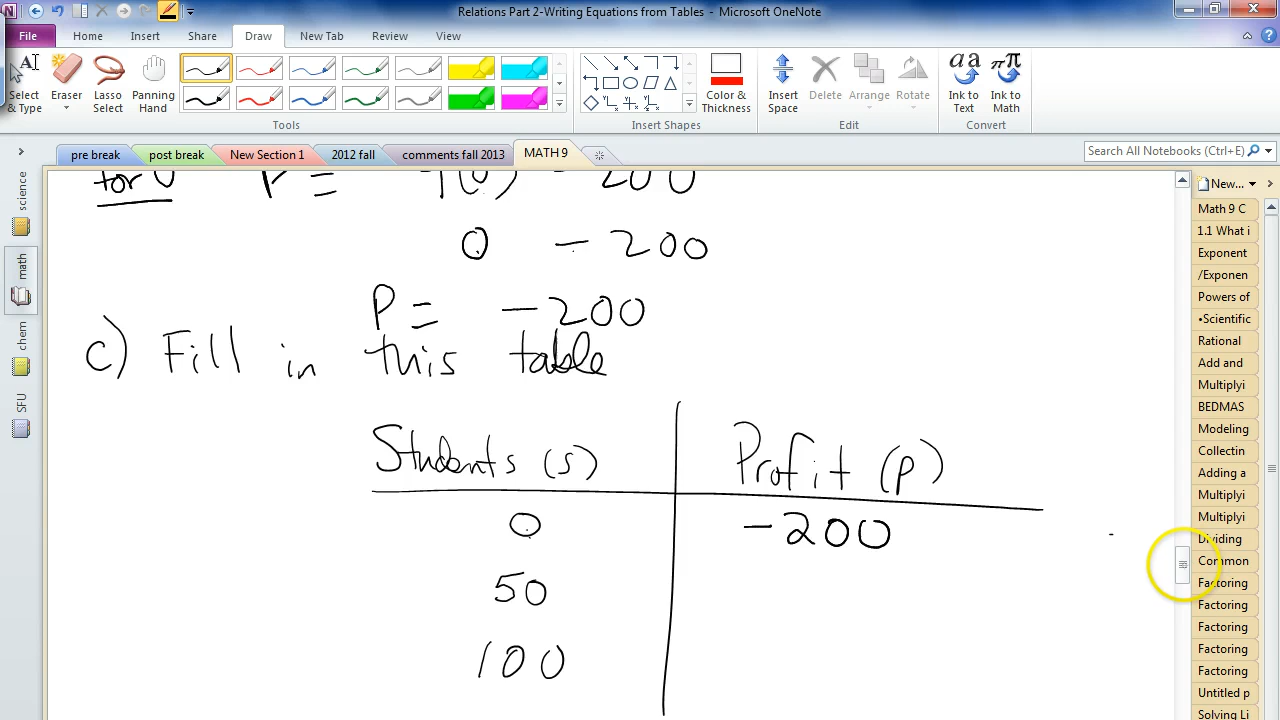 Relations Part 2-Writing Equations from Tables - Microsoft OneNote
File Home Insert Share Draw New Tab Review View
Select & Type
Eraser
Lasso Select
Panning Hand
Color & Thickness
Insert Space
Delete
Arrange
Rotate
Ink to Text
Ink to Math
Tools Insert Shapes Edit Convert
pre break post break New Section 1 2012 fall comments fall 2013 MATH 9
Search All Notebooks (Ctrl+E)
science
math
chem
SFU
for 0 P = (0) - 200
0 - 200
P = - 200
c) Fill in this table
Students (s) Profit (p)
0 -200
50
100
New...
Math 9 C
1.1 What i
Exponent
/Exponen
Powers of
•Scientific
Rational
Add and
Multiplyi
BEDMAS
Modeling
Collectin
Adding a
Multiplyi
Multiplyi
Dividing
Common
Factoring
Factoring
Factoring
Factoring
Factoring
Untitled p
Solving Li